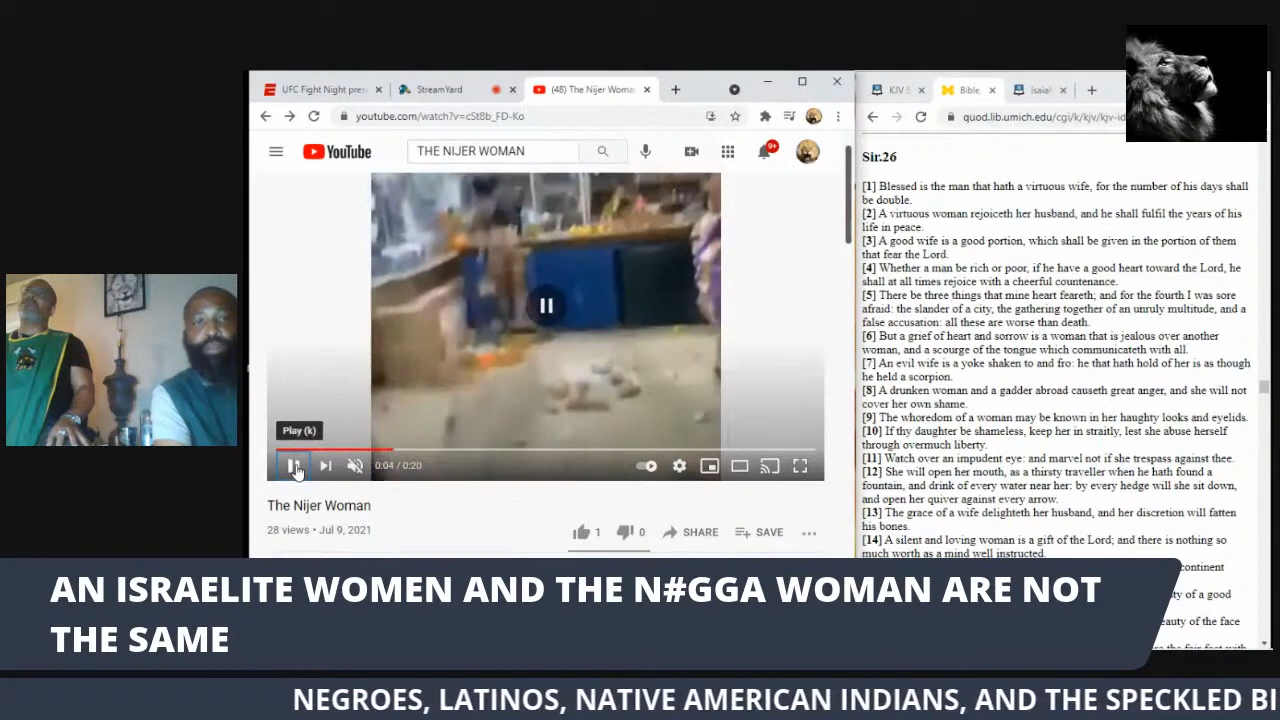 UFC Fight Night pres
StreamYard
(48) The Nijer Woma
youtube.com/watch?v=cSt8b_FD-Ko
YouTube
THE NIJER WOMAN
9+
Play (k)
0:04 / 0:20
The Nijer Woman
28 views • Jul 9, 2021
1
0
SHARE
SAVE
KJV S
Bible
Isaiah
quod.lib.umich.edu/cgi/k/kjv/kjv-id
Sir.26
[1] Blessed is the man that hath a virtuous wife, for the number of his days shall
be double.
[2] A virtuous woman rejoiceth her husband, and he shall fulfil the years of his
life in peace.
[3] A good wife is a good portion, which shall be given in the portion of them
that fear the Lord.
[4] Whether a man be rich or poor, if he have a good heart toward the Lord, he
shall at all times rejoice with a cheerful countenance.
[5] There be three things that mine heart feareth; and for the fourth I was sore
afraid: the slander of a city, the gathering together of an unruly multitude, and a
false accusation: all these are worse than death.
[6] But a grief of heart and sorrow is a woman that is jealous over another
woman, and a scourge of the tongue which communicateth with all.
[7] An evil wife is a yoke shaken to and fro: he that hath hold of her is as though
he held a scorpion.
[8] A drunken woman and a gadder abroad causeth great anger, and she will not
cover her own shame.
[9] The whoredom of a woman may be known in her haughty looks and eyelids.
[10] If thy daughter be shameless, keep her in straitly, lest she abuse herself
through overmuch liberty.
[11] Watch over an impudent eye: and marvel not if she trespass against thee.
[12] She will open her mouth, as a thirsty traveller when he hath found a
fountain, and drink of every water near her: by every hedge will she sit down,
and open her quiver against every arrow.
[13] The grace of a wife delighteth her husband, and her discretion will fatten
his bones.
[14] A silent and loving woman is a gift of the Lord; and there is nothing so
much worth as a mind well instructed.
continent
ty of a good
eauty of the face
AN ISRAELITE WOMEN AND THE N#GGA WOMAN ARE NOT
THE SAME
NEGROES, LATINOS, NATIVE AMERICAN INDIANS, AND THE SPECKLED BI